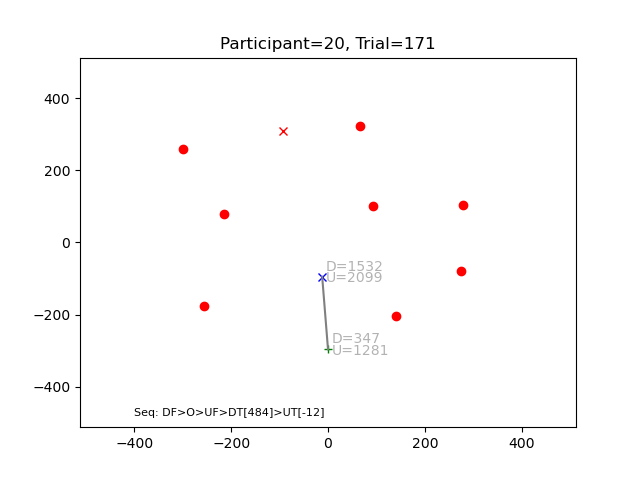 Participant=20, Trial=171
400
200
0
−200
−400
D=1532
U=2099
D=347
U=1281
Seq: DF>O>UF>DT[484]>UT[-12]
−400 −200 0 200 400